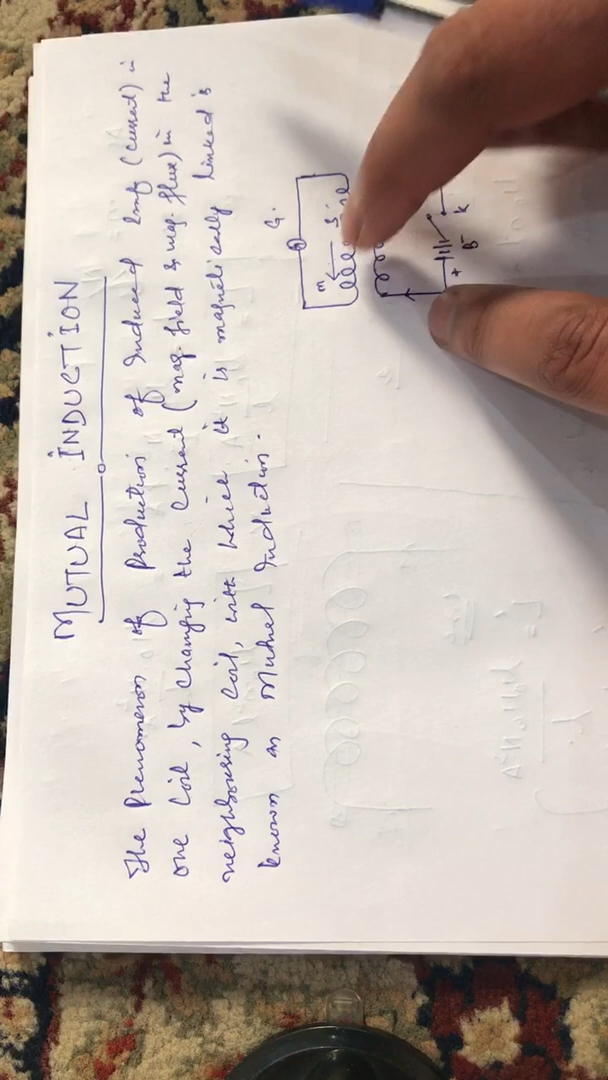 MUTUAL INDUCTION
The Phenomenon of Production of Induced Emf (current) in
one Coil, by changing the current (mag. field & mag. flux) in the
neighbouring Coil, with which it is magnetically linked is
known as Mutual Induction.
G.
m
S
+
B
-
K